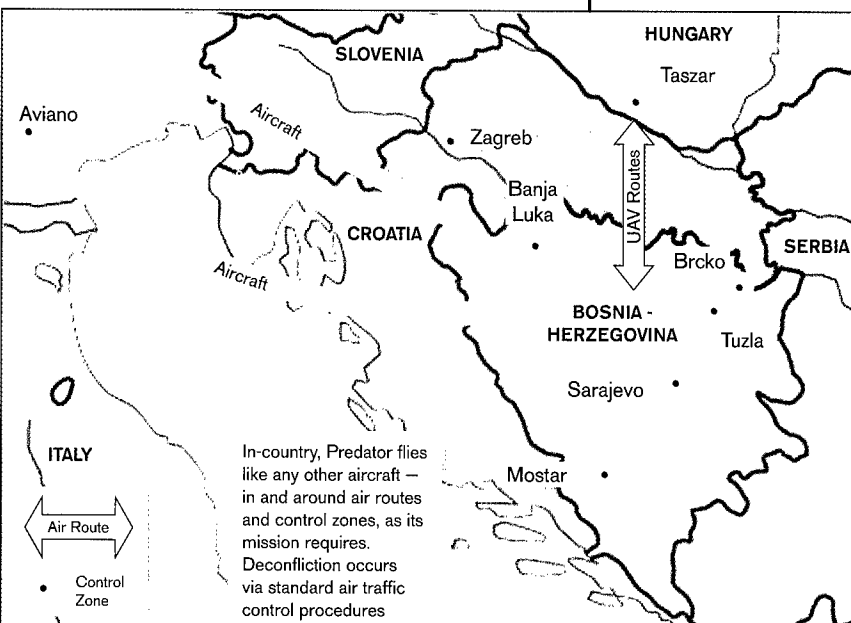 HUNGARY
SLOVENIA
Taszar
Aviano
Aircraft
Zagreb
UAV Routes
Banja
Luka
CROATIA
SERBIA
Brcko
Aircraft
BOSNIA -
HERZEGOVINA
Tuzla
Sarajevo
ITALY
In-country, Predator flies
like any other aircraft –
in and around air routes
and control zones, as its
mission requires.
Deconfliction occurs
via standard air traffic
control procedures
Mostar
Air Route
Control
Zone